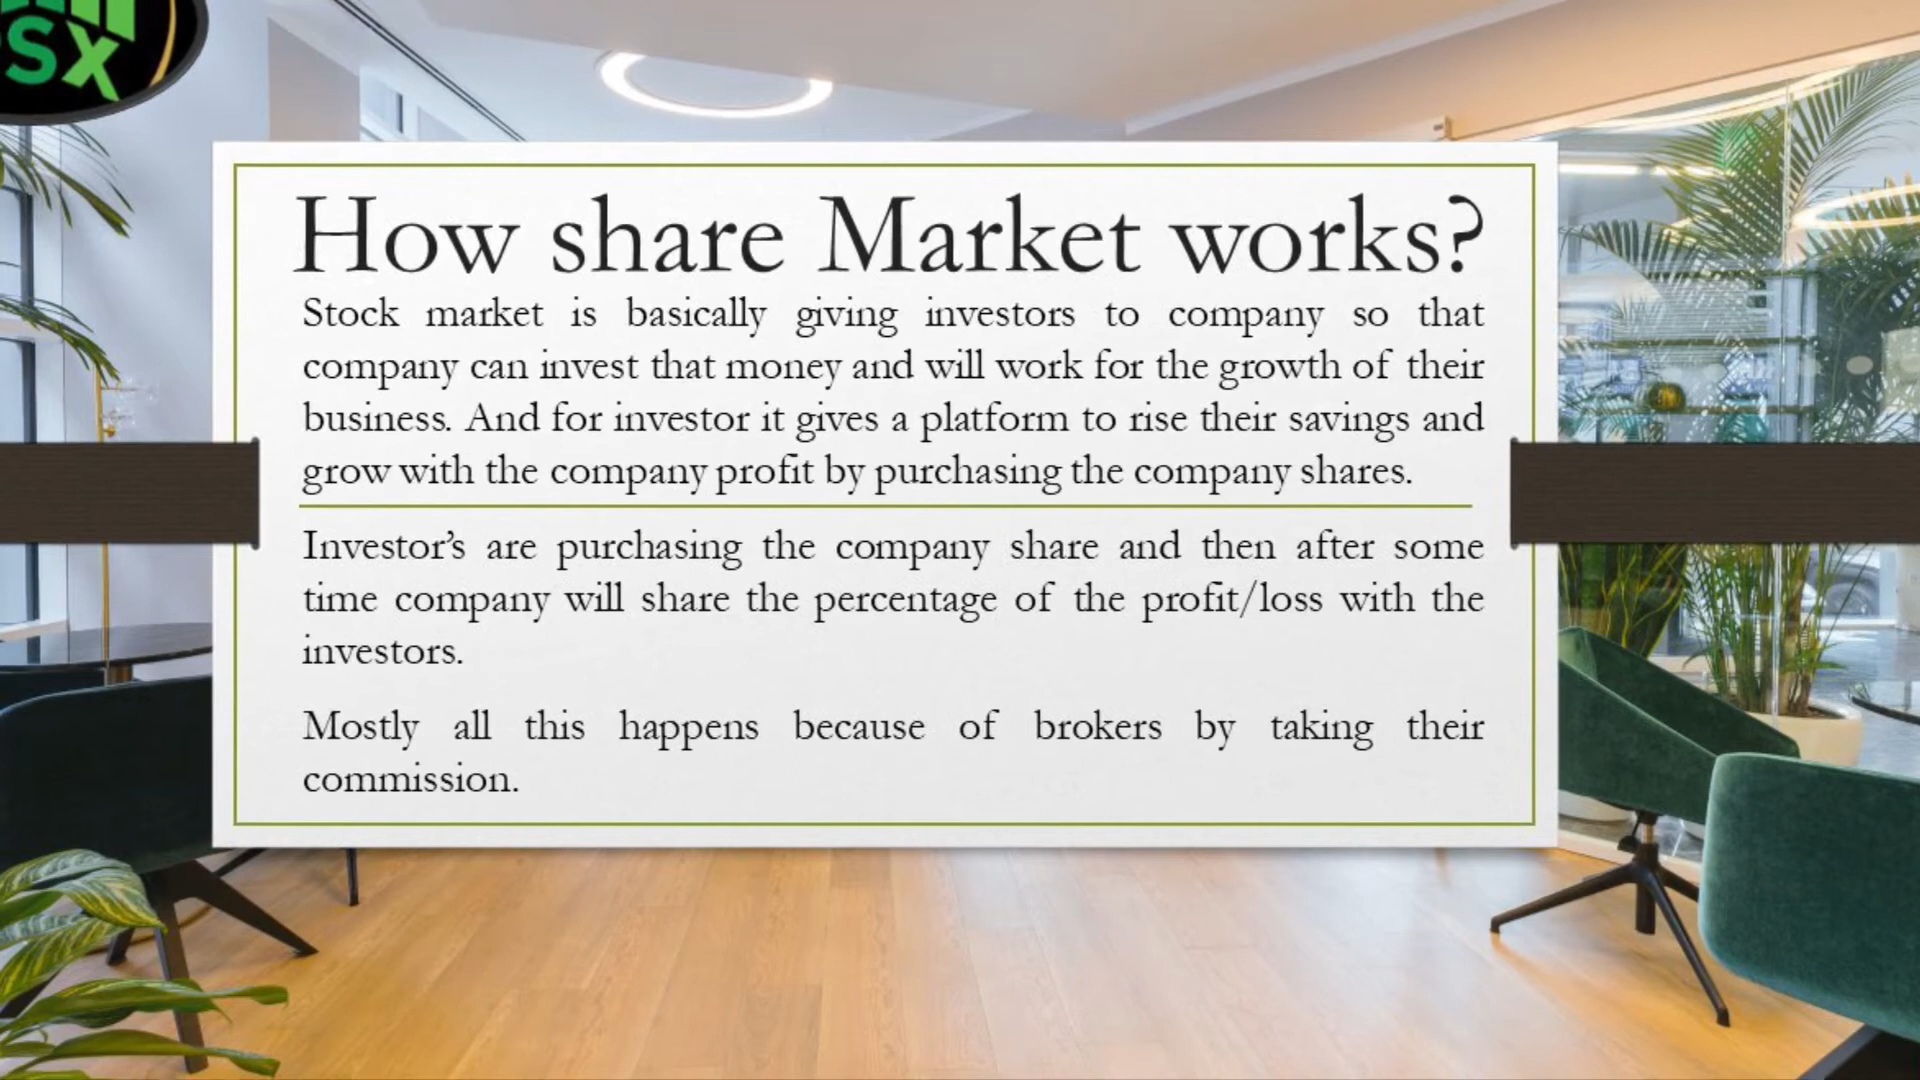 SX
How share Market works?
Stock market is basically giving investors to company so that
company can invest that money and will work for the growth of their
business. And for investor it gives a platform to rise their savings and
grow with the company profit by purchasing the company shares.
Investor’s are purchasing the company share and then after some
time company will share the percentage of the profit/loss with the
investors.
Mostly all this happens because of brokers by taking their
commission.